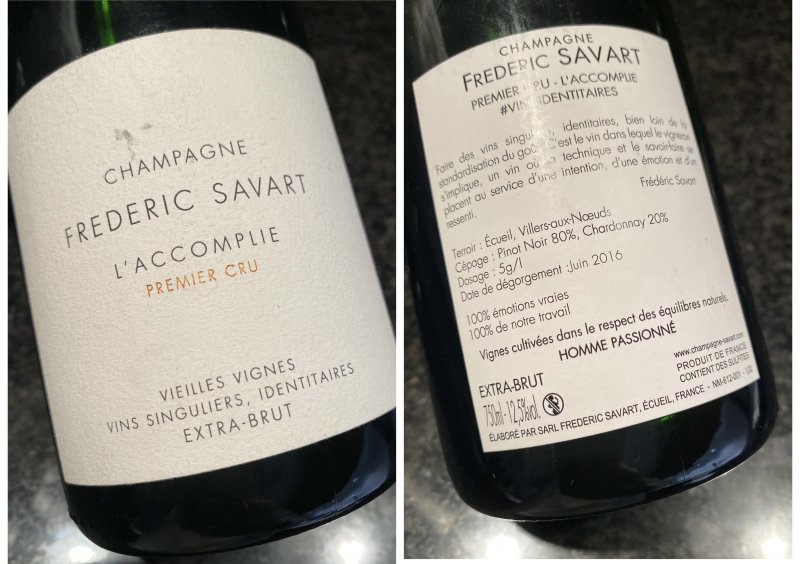 CHAMPAGNE
FREDERIC SAVART
L'ACCOMPLIE
PREMIER CRU
VIEILLES VIGNES
VINS SINGULIERS, IDENTITAIRES
EXTRA-BRUT
CHAMPAGNE
FREDERIC SAVART
PREMIER CRU - L'ACCOMPLIE
#VINSIDENTITAIRES
Faire des vins singuliers, identitaires, bien loin de la
standardisation du goût. C'est le vin dans lequel le vigneron
s'implique, un vin où la technique et le savoir-faire se
placent au service d'une intention, d'une émotion et d'un
ressenti.
Frédéric Savart
Terroir : Écueil, Villers-aux-Nœuds
Cépage : Pinot Noir 80%, Chardonnay 20%
Dosage : 5g/l
Date de dégorgement :Juin 2016
100% émotions vraies
100% de notre travail
Vignes cultivées dans le respect des équilibres naturels.
HOMME PASSIONNÉ
www.champagne-savart.com
PRODUIT DE FRANCE
CONTIENT DES SULFITES
EXTRA-BRUT
750ml - 12,5%vol.
ÉLABORÉ PAR SARL FREDERIC SAVART, ÉCUEIL, FRANCE - NM-612-001 - L02